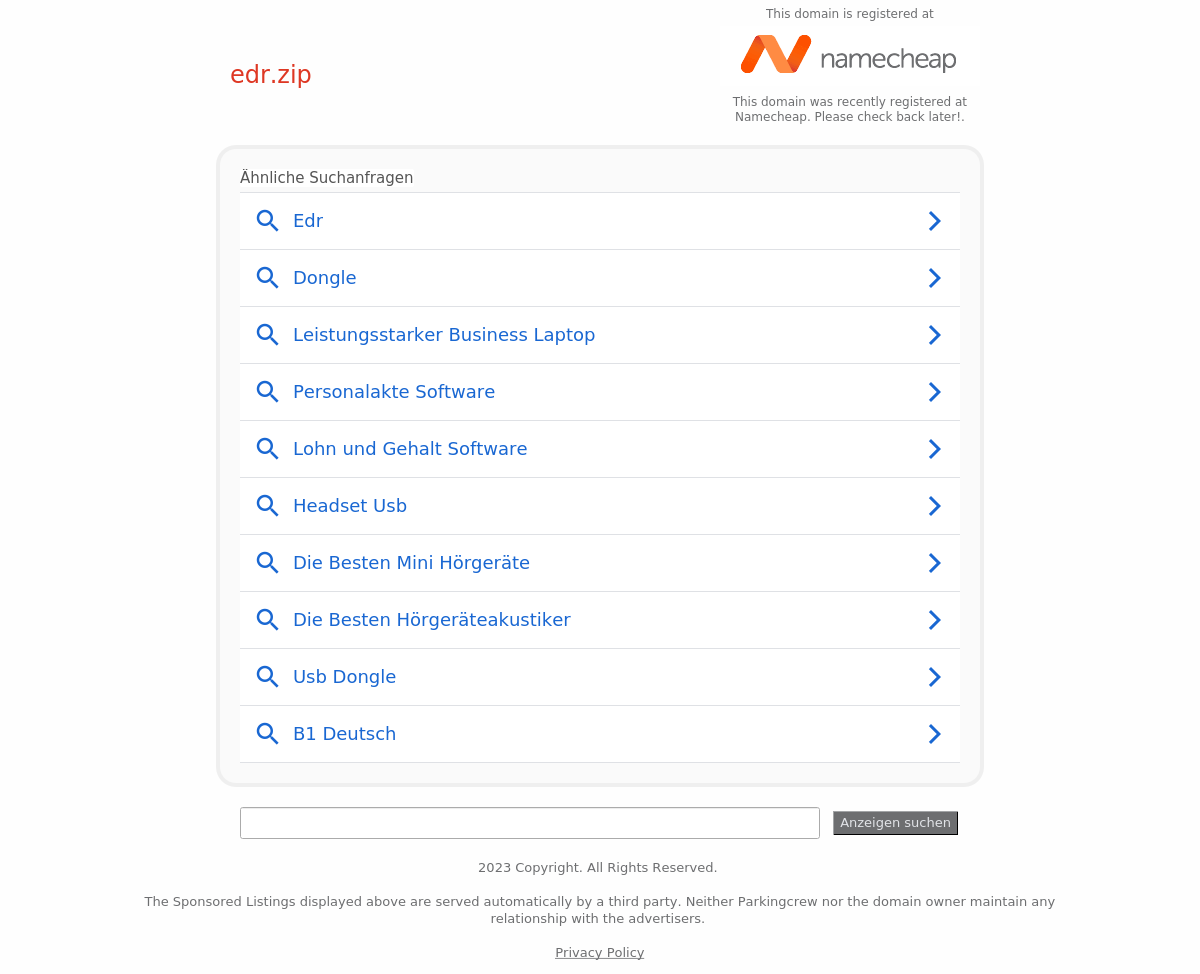 This domain is registered at
namecheap
edr.zip
This domain was recently registered at
Namecheap. Please check back later!.
Ähnliche Suchanfragen
Edr
Dongle
Leistungsstarker Business Laptop
Personalakte Software
Lohn und Gehalt Software
Headset Usb
Die Besten Mini Hörgeräte
Die Besten Hörgeräteakustiker
Usb Dongle
B1 Deutsch
Anzeigen suchen
2023 Copyright. All Rights Reserved.
The Sponsored Listings displayed above are served automatically by a third party. Neither Parkingcrew nor the domain owner maintain any
relationship with the advertisers.
Privacy Policy